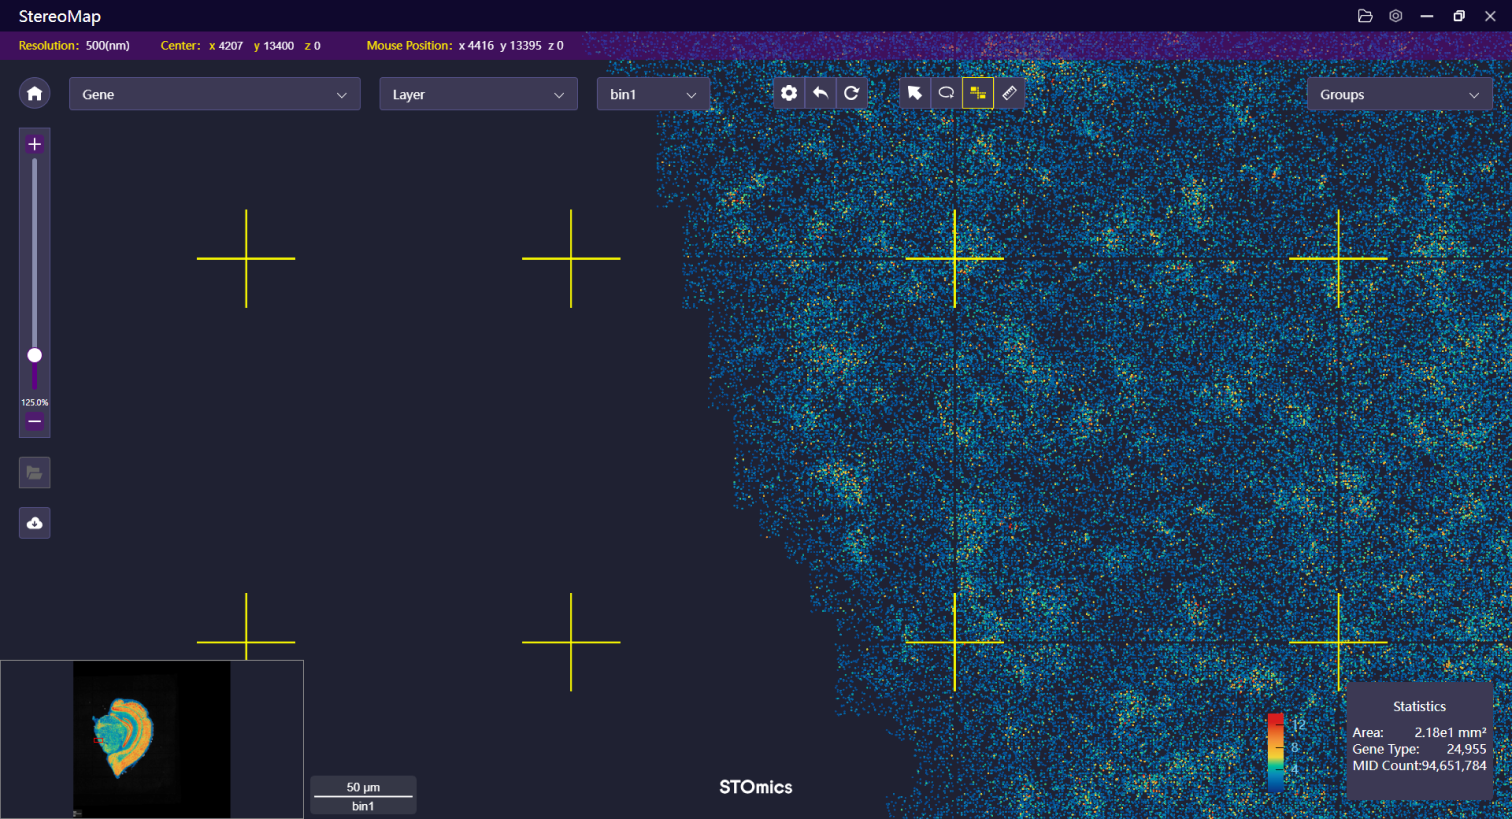 StereoMap
Resolution: 500(nm) Center: x 4207 y 13400 z 0 Mouse Position: x 4416 y 13395 z 0
Gene Layer bin1 Groups
125.0%
Statistics
Area: 2.18e1 mm²
Gene Type: 24,955
MID Count:94,651,784
12
8
4
50 μm
bin1
STOmics